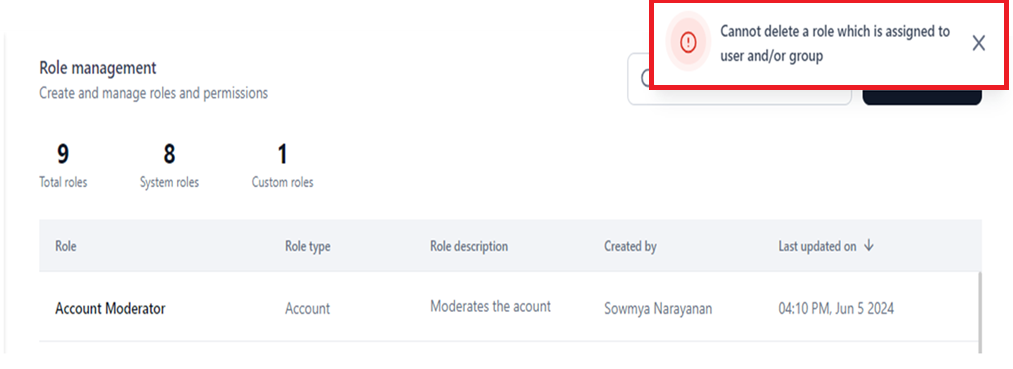 Cannot delete a role which is assigned to
user and/or group
Role management
Create and manage roles and permissions
9 8 1
Total roles System roles Custom roles
Role Role type Role description Created by Last updated on ↓
Account Moderator Account Moderates the acount Sowmya Narayanan 04:10 PM, Jun 5 2024